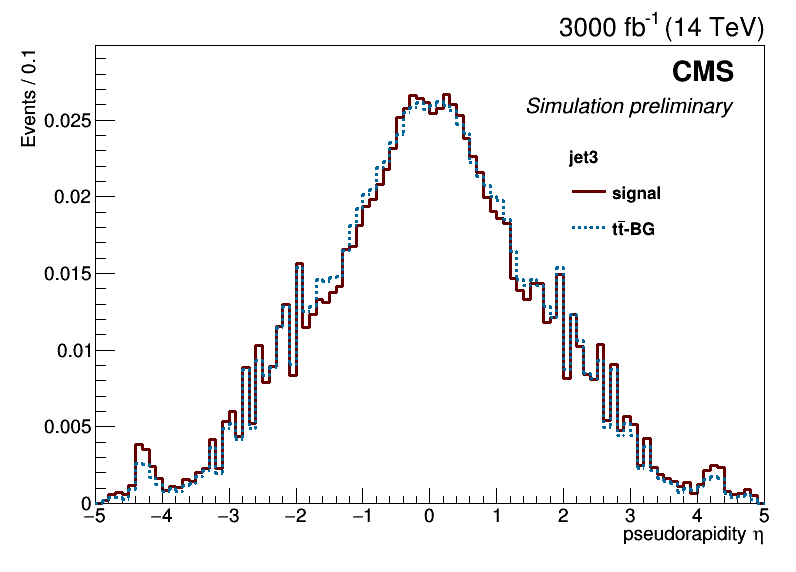 3000 fb⁻¹ (14 TeV)
CMS
Simulation preliminary
jet3
signal
tt̄-BG
Events / 0.1
0.025
0.02
0.015
0.01
0.005
0
−5 −4 −3 −2 −1 0 1 2 3 4 5
pseudorapidity η